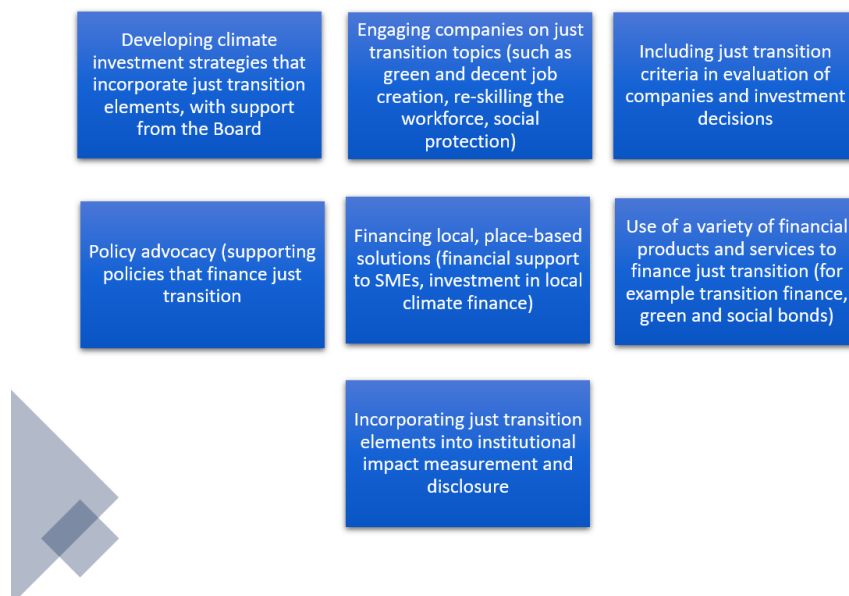 Developing climate
investment strategies that
incorporate just transition
elements, with support
from the Board
Engaging companies on just
transition topics (such as
green and decent job
creation, re-skilling the
workforce, social
protection)
Including just transition
criteria in evaluation of
companies and investment
decisions
Policy advocacy (supporting
policies that finance just
transition
Financing local, place-based
solutions (financial support
to SMEs, investment in local
climate finance)
Use of a variety of financial
products and services to
finance just transition (for
example transition finance,
green and social bonds)
Incorporating just transition
elements into institutional
impact measurement and
disclosure